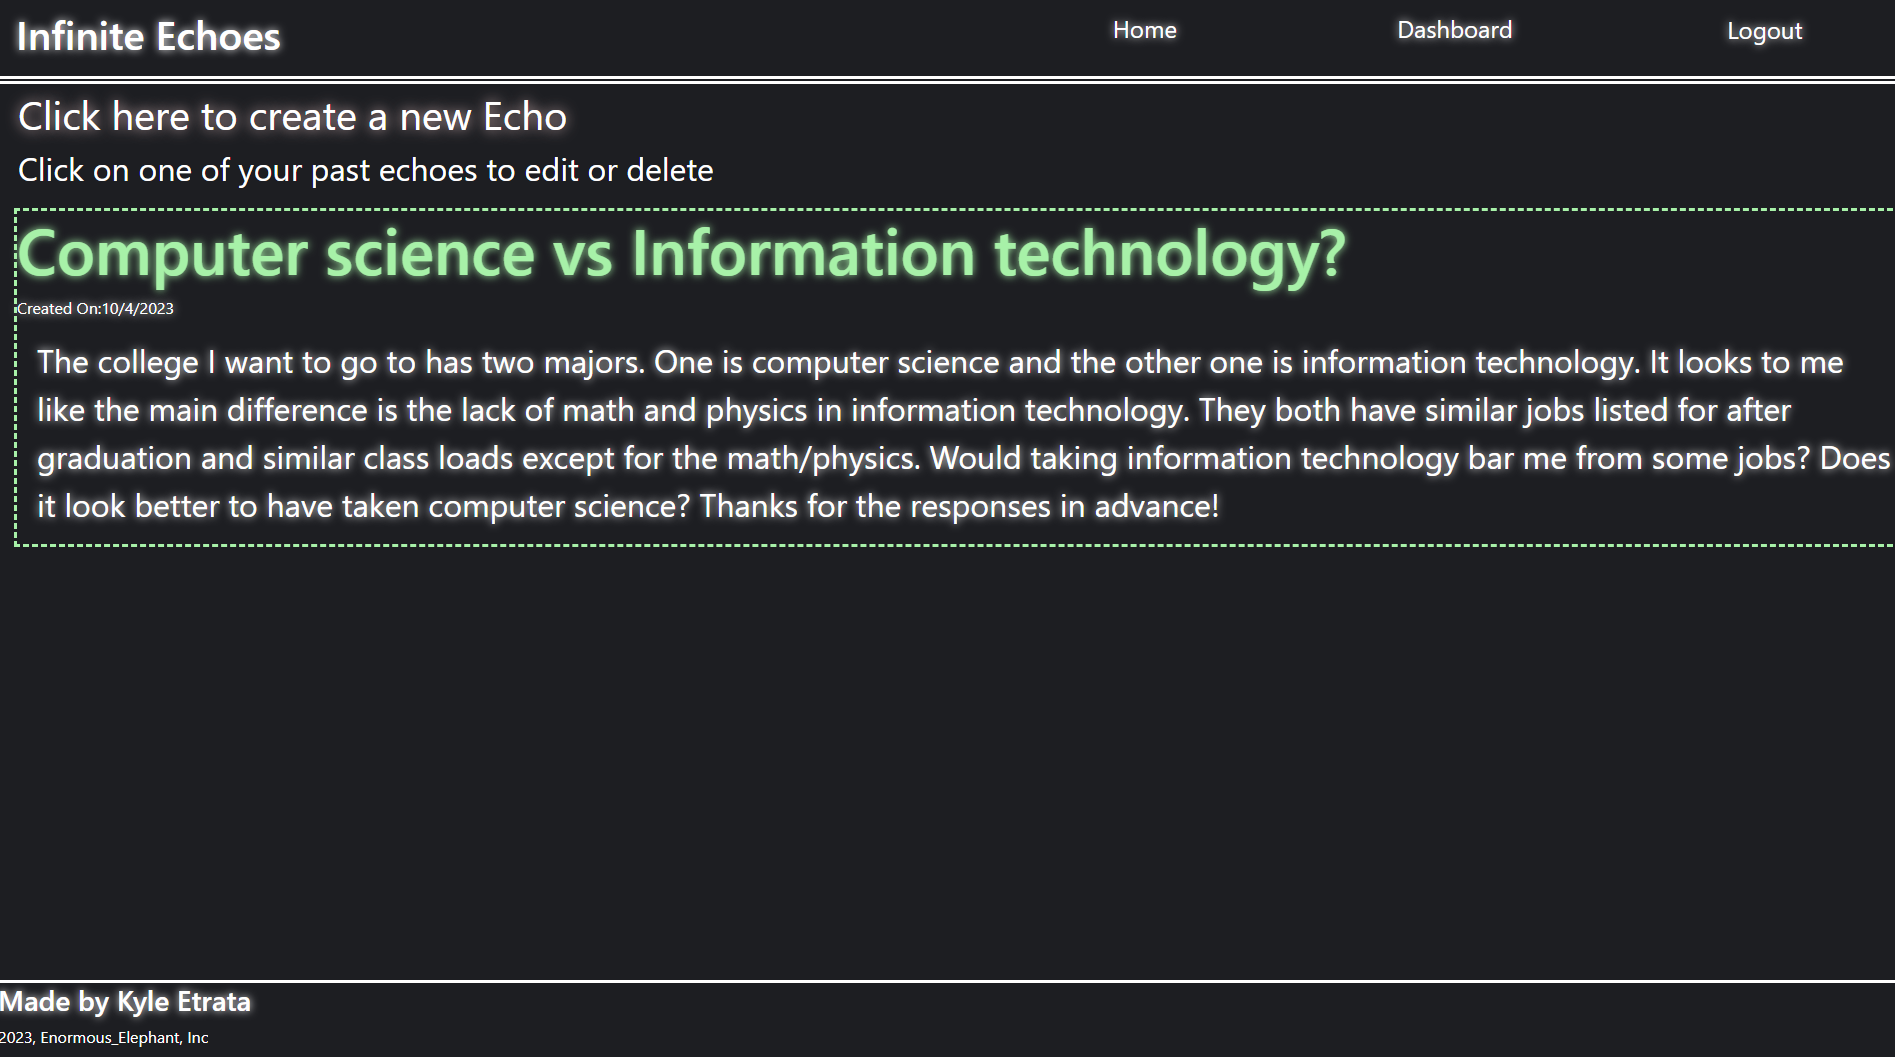 Infinite Echoes
Home
Dashboard
Logout
Click here to create a new Echo
Click on one of your past echoes to edit or delete
Computer science vs Information technology?
Created On:10/4/2023
The college I want to go to has two majors. One is computer science and the other one is information technology. It looks to me
like the main difference is the lack of math and physics in information technology. They both have similar jobs listed for after
graduation and similar class loads except for the math/physics. Would taking information technology bar me from some jobs? Does
it look better to have taken computer science? Thanks for the responses in advance!
Made by Kyle Etrata
2023, Enormous_Elephant, Inc